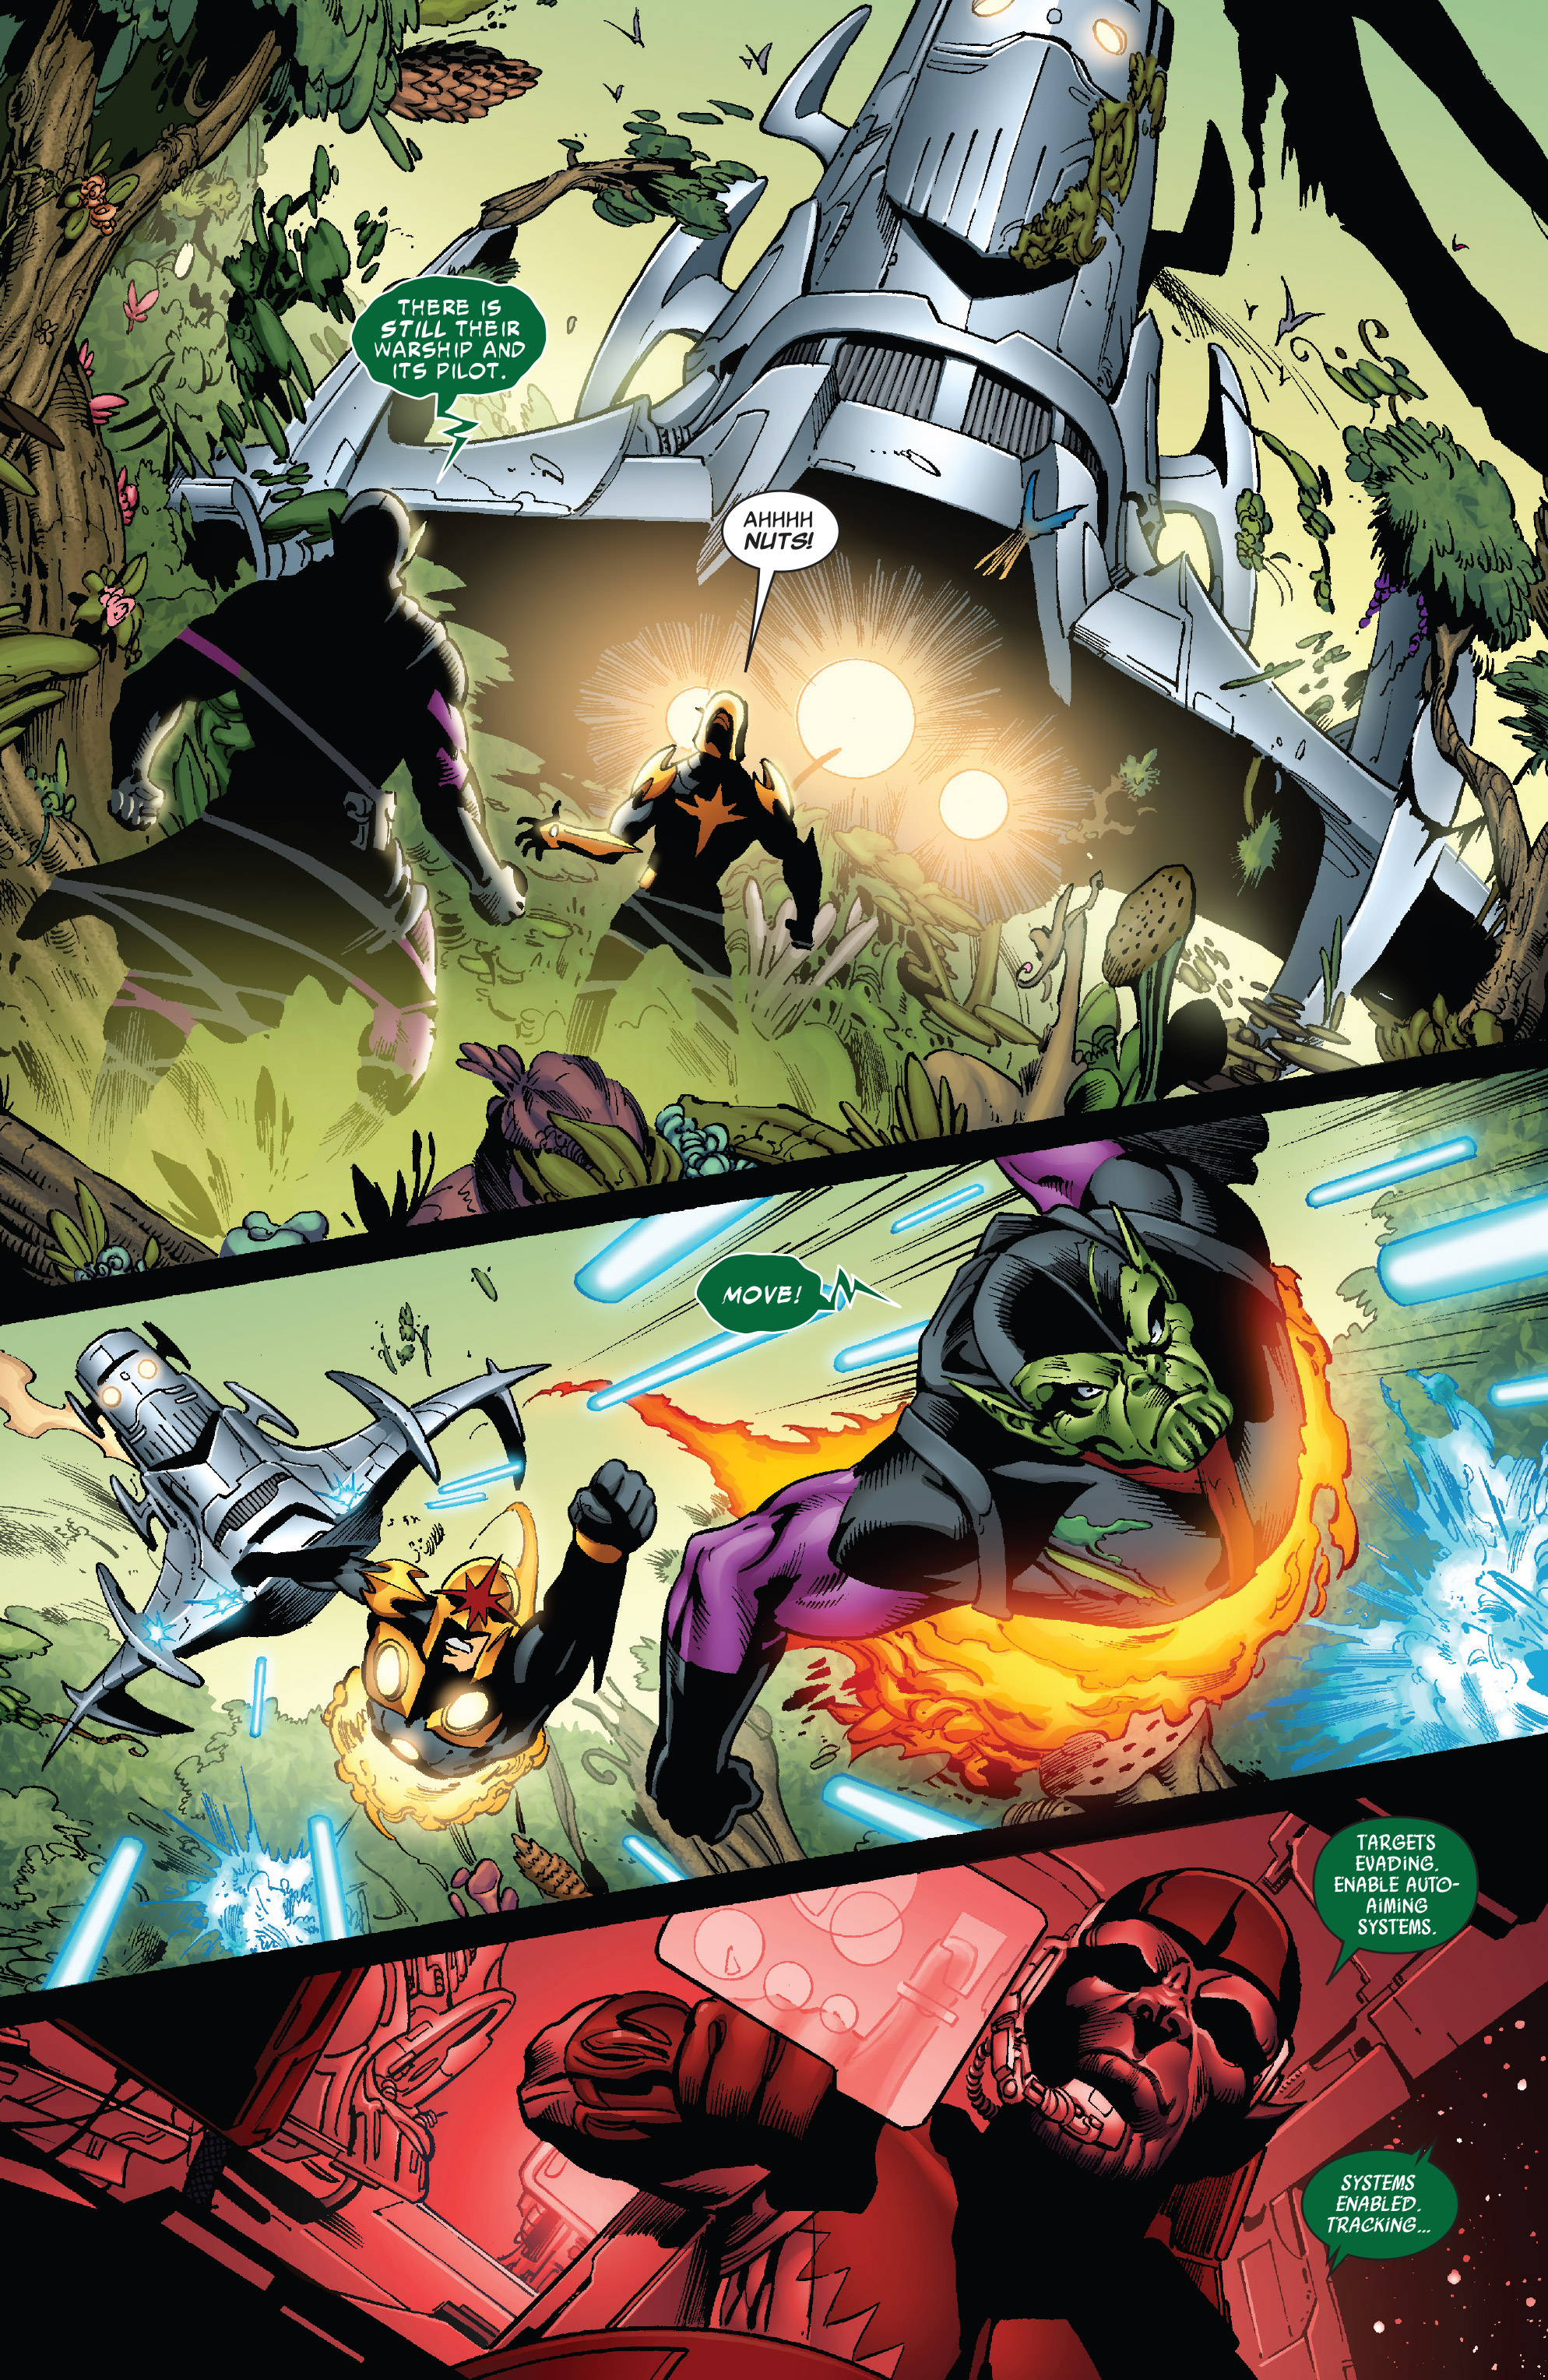 THERE IS
STILL THEIR
WARSHIP AND
ITS PILOT.
AHHHH
NUTS!
MOVE!
TARGETS
EVADING.
ENABLE AUTO-
AIMING
SYSTEMS.
SYSTEMS
ENABLED.
TRACKING...